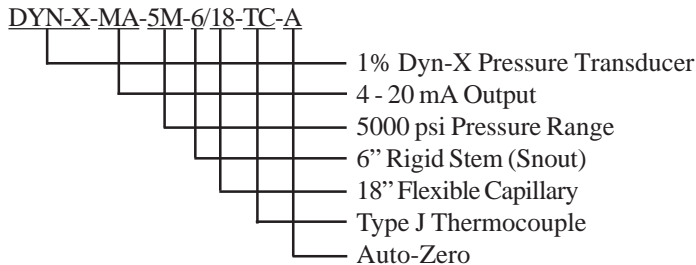 DYN-X-MA-5M-6/18-TC-A
1% Dyn-X Pressure Transducer
4 - 20 mA Output
5000 psi Pressure Range
6” Rigid Stem (Snout)
18” Flexible Capillary
Type J Thermocouple
Auto-Zero